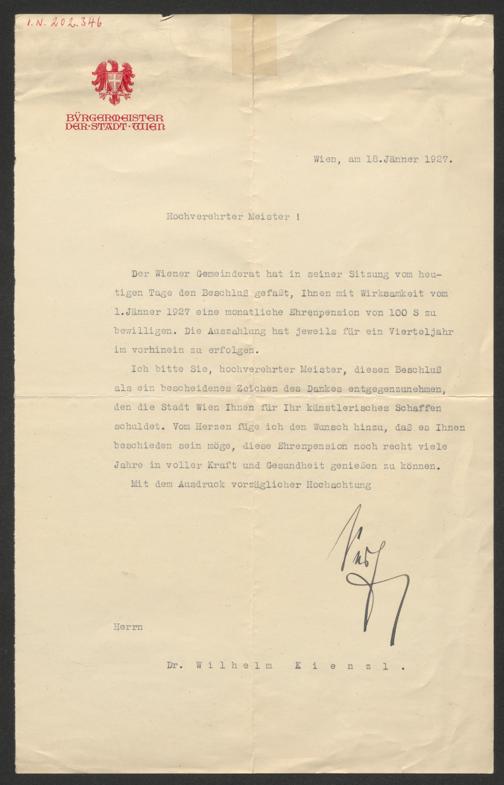 I.N. 202.346
BÜRGERMEISTER
DER·STADT·WIEN
Wien, am 18.Jänner 1927.
Hochverehrter Meister !
Der Wiener Gemeinderat hat in seiner Sitzung vom heu-
tigen Tage den Beschluß gefaßt, Ihnen mit Wirksamkeit vom
1.Jänner 1927 eine monatliche Ehrenpension von 100 S zu
bewilligen. Die Auszahlung hat jeweils für ein Vierteljahr
im vorhinein zu erfolgen.
Ich bitte Sie, hochverehrter Meister, diesen Beschluß
als ein bescheidenes Zeichen des Dankes entgegenzunehmen,
den die Stadt Wien Ihnen für Ihr künstlerisches Schaffen
schuldet. Vom Herzen füge ich den Wunsch hinzu, daß es Ihnen
beschieden sein möge, diese Ehrenpension noch recht viele
Jahre in voller Kraft und Gesundheit genießen zu können.
Mit dem Ausdruck vorzüglicher Hochachtung
Herrn
Dr. Wilhelm Kienzl.